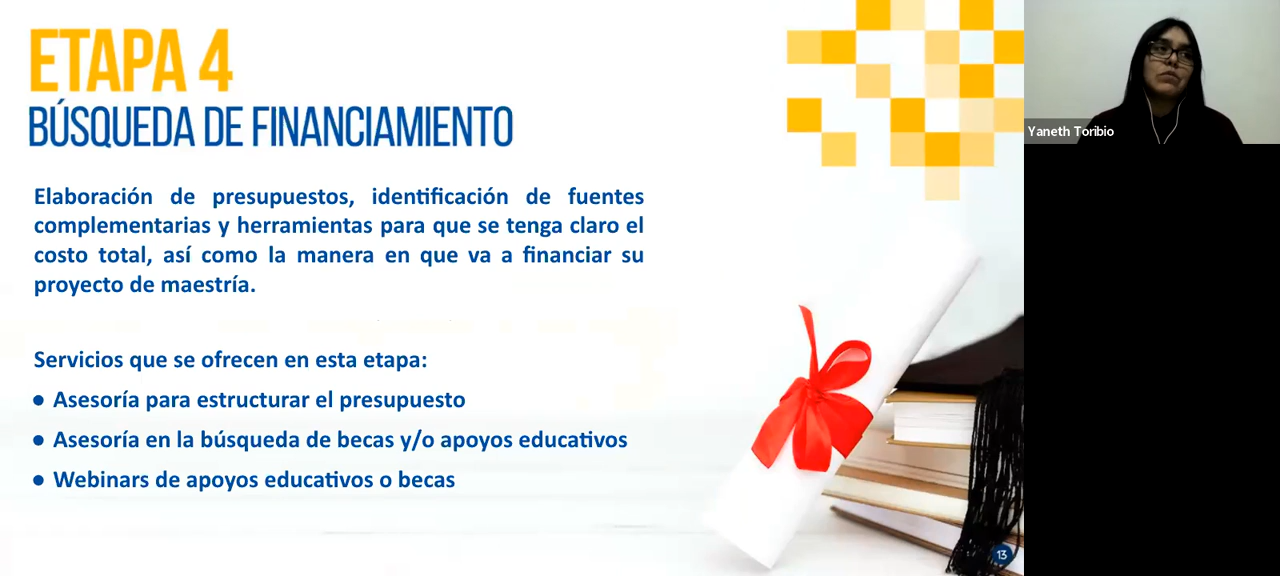 ETAPA 4
BÚSQUEDA DE FINANCIAMIENTO
Elaboración de presupuestos, identificación de fuentes
complementarias y herramientas para que se tenga claro el
costo total, así como la manera en que va a financiar su
proyecto de maestría.
Servicios que se ofrecen en esta etapa:
● Asesoría para estructurar el presupuesto
● Asesoría en la búsqueda de becas y/o apoyos educativos
● Webinars de apoyos educativos o becas
13
Yaneth Toribio